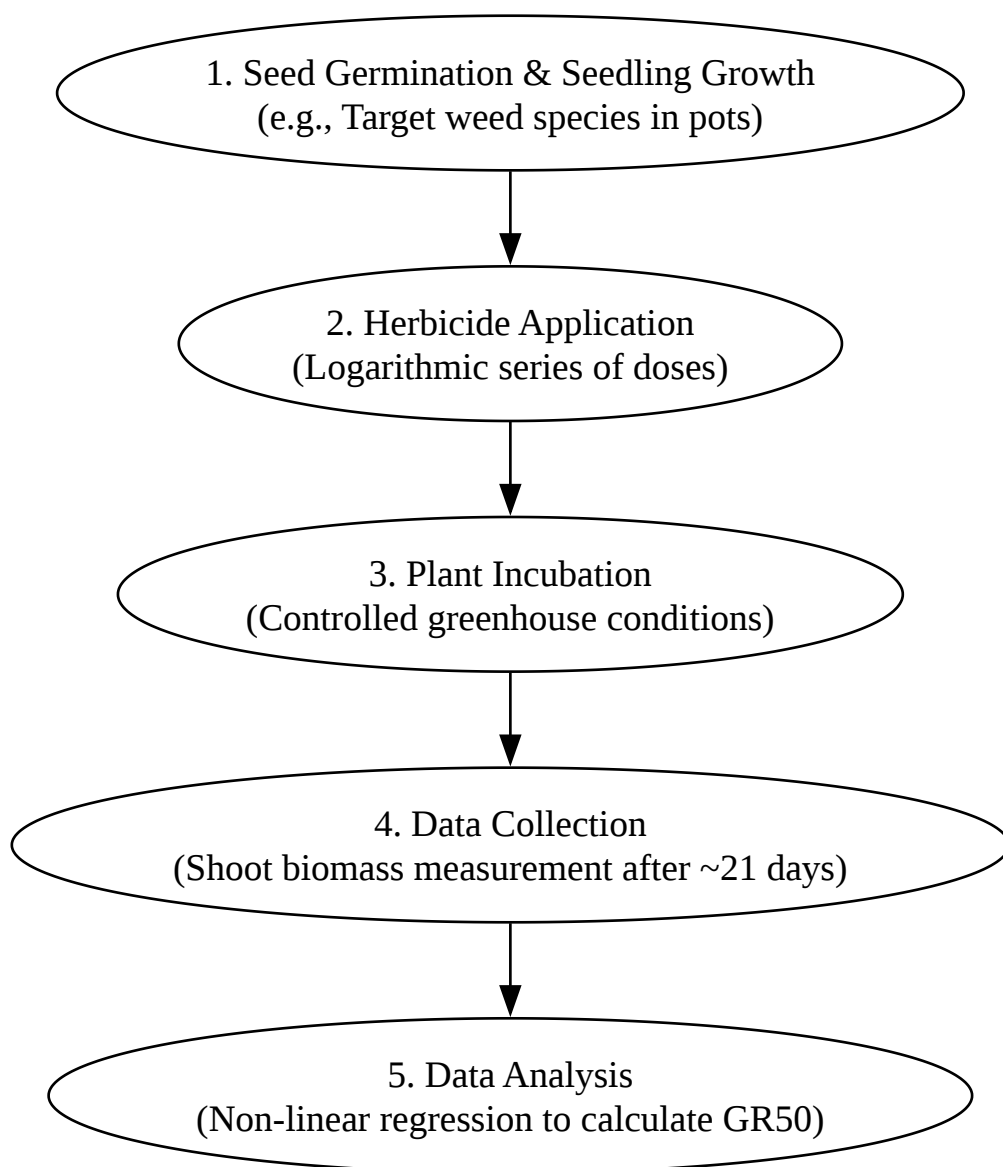 1. Seed Germination & Seedling Growth
(e.g., Target weed species in pots)
2. Herbicide Application
(Logarithmic series of doses)
3. Plant Incubation
(Controlled greenhouse conditions)
4. Data Collection
(Shoot biomass measurement after ~21 days)
5. Data Analysis
(Non-linear regression to calculate GR50)